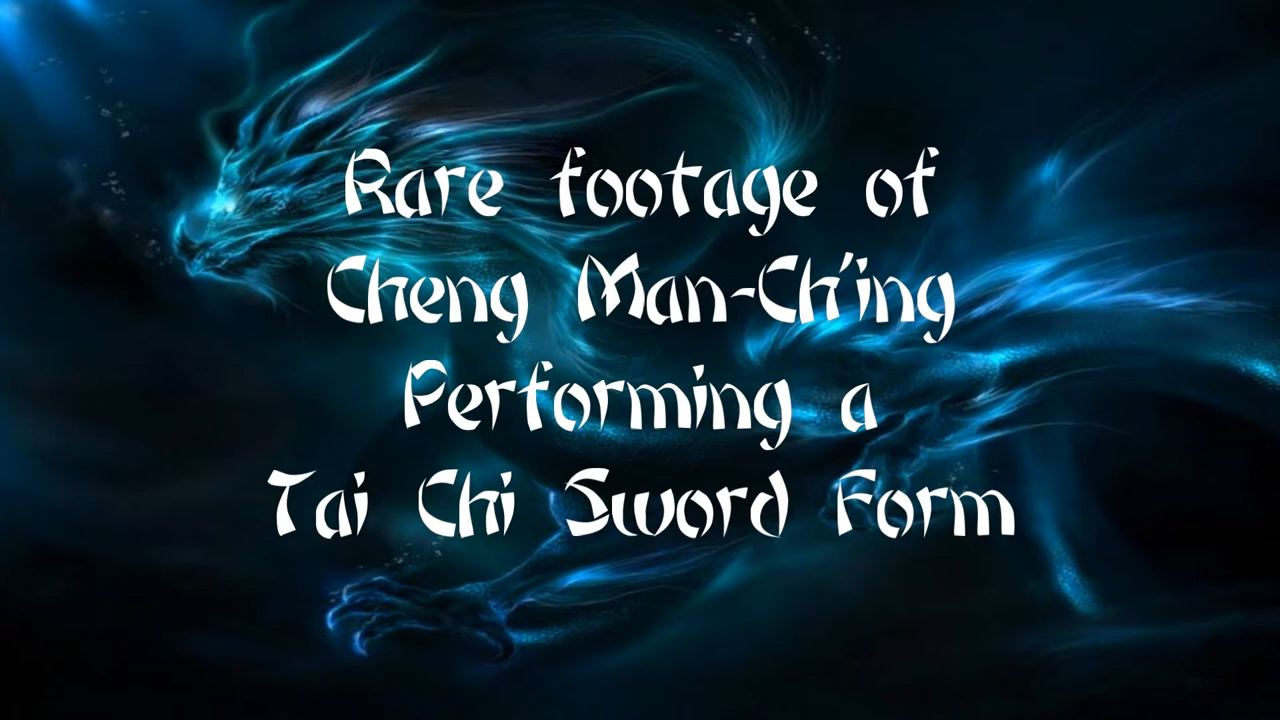 Rare footage of
Cheng Man-Ch'ing
Performing a
Tai Chi Sword Form